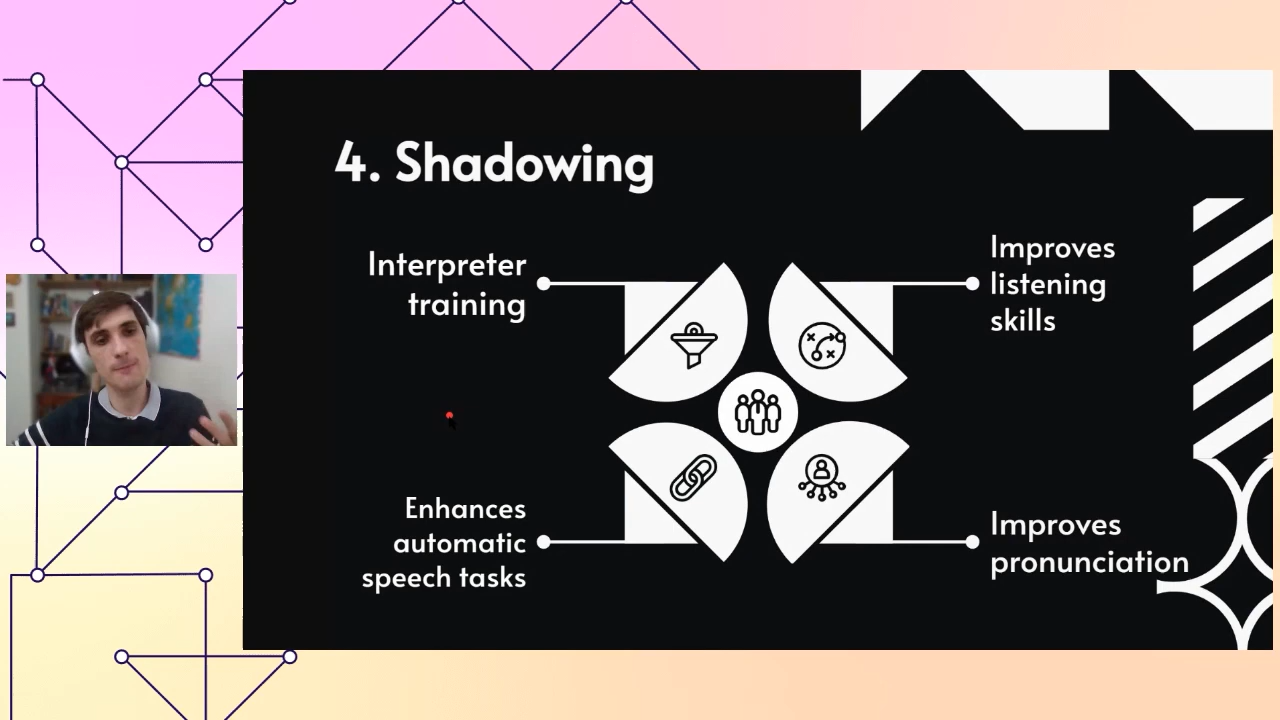 4. Shadowing
Interpreter
training
Improves
listening
skills
Enhances
automatic
speech tasks
Improves
pronunciation